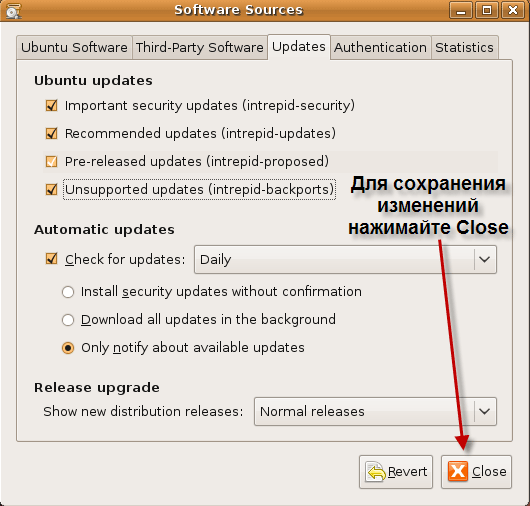 Software Sources
Ubuntu Software Third-Party Software Updates Authentication Statistics
Ubuntu updates
Important security updates (intrepid-security)
Recommended updates (intrepid-updates)
Pre-released updates (intrepid-proposed)
Unsupported updates (intrepid-backports)
Для сохранения
изменений
нажимайте Close
Automatic updates
Check for updates: Daily
Install security updates without confirmation
Download all updates in the background
Only notify about available updates
Release upgrade
Show new distribution releases: Normal releases
Revert Close